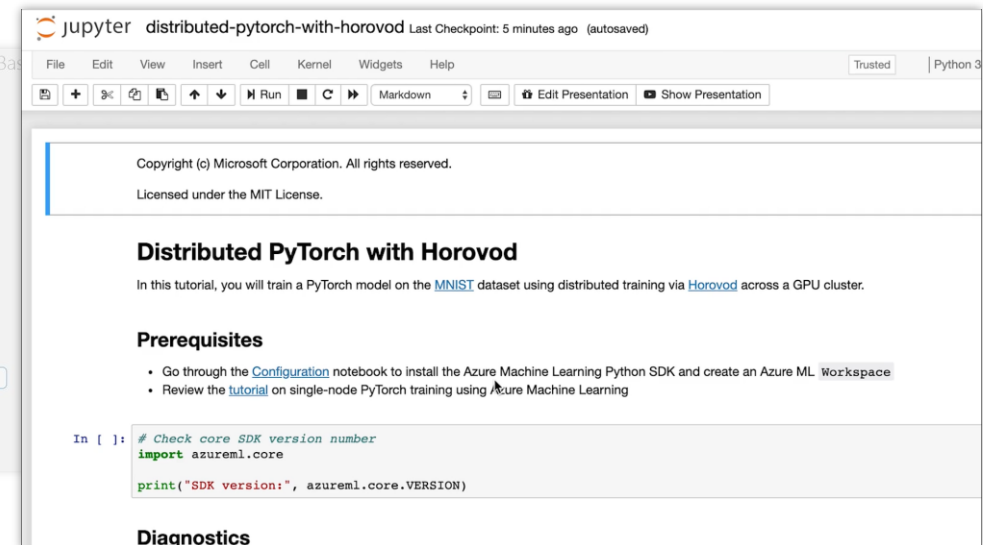 Bas
jupyter distributed-pytorch-with-horovod Last Checkpoint: 5 minutes ago (autosaved)
File Edit View Insert Cell Kernel Widgets Help Trusted Python 3
Run Markdown Edit Presentation Show Presentation
Copyright (c) Microsoft Corporation. All rights reserved.
Licensed under the MIT License.
Distributed PyTorch with Horovod
In this tutorial, you will train a PyTorch model on the MNIST dataset using distributed training via Horovod across a GPU cluster.
Prerequisites
• Go through the Configuration notebook to install the Azure Machine Learning Python SDK and create an Azure ML Workspace
• Review the tutorial on single-node PyTorch training using Azure Machine Learning
In [ ]: # Check core SDK version number
import azureml.core
print("SDK version:", azureml.core.VERSION)
Diagnostics